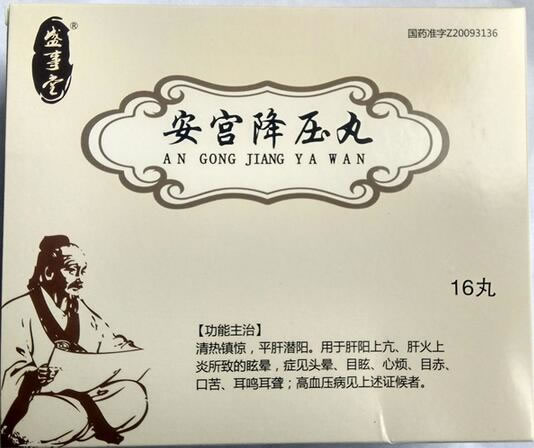 盛事堂®
国药准字Z20093136
安宫降压丸
AN GONG JIANG YA WAN
16丸
【功能主治】
清热镇惊，平肝潜阳。用于肝阳上亢、肝火上
炎所致的眩晕，症见头晕、目眩、心烦、目赤、
口苦、耳鸣耳聋；高血压病见上述证候者。